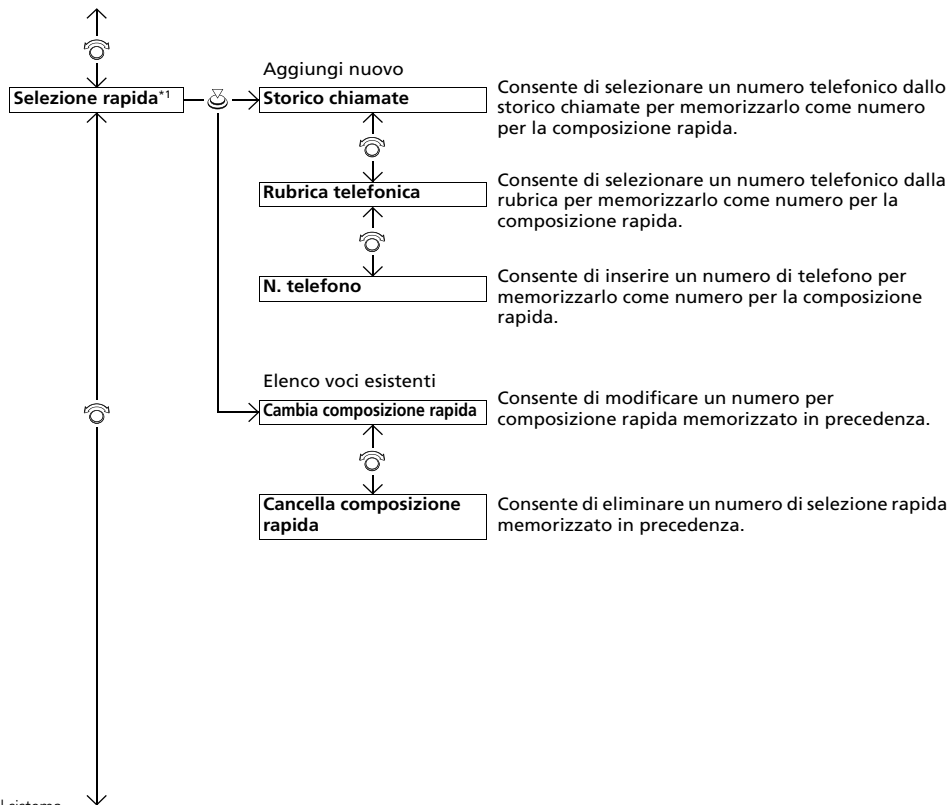 Aggiungi nuovo
Selezione rapida*1
Storico chiamate
Consente di selezionare un numero telefonico dallo
storico chiamate per memorizzarlo come numero
per la composizione rapida.
Rubrica telefonica
Consente di selezionare un numero telefonico dalla
rubrica per memorizzarlo come numero per la
composizione rapida.
N. telefono
Consente di inserire un numero di telefono per
memorizzarlo come numero per la composizione
rapida.
Elenco voci esistenti
Cambia composizione rapida
Consente di modificare un numero per
composizione rapida memorizzato in precedenza.
Cancella composizione
rapida
Consente di eliminare un numero di selezione rapida
memorizzato in precedenza.